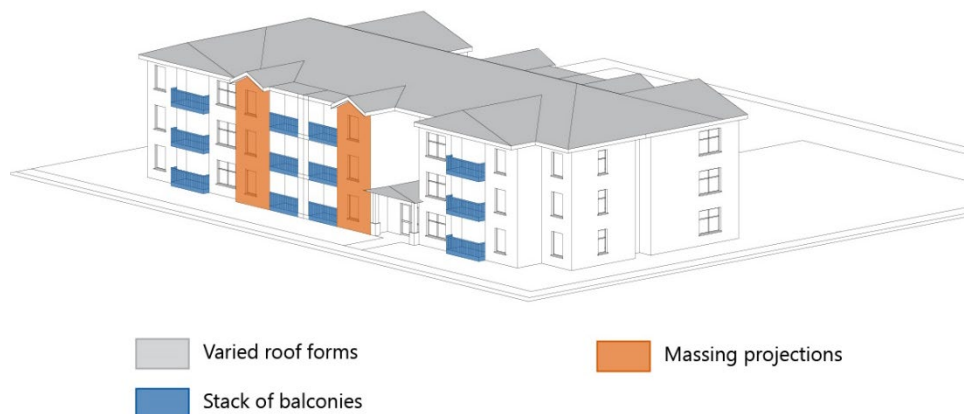 Varied roof forms
Massing projections
Stack of balconies